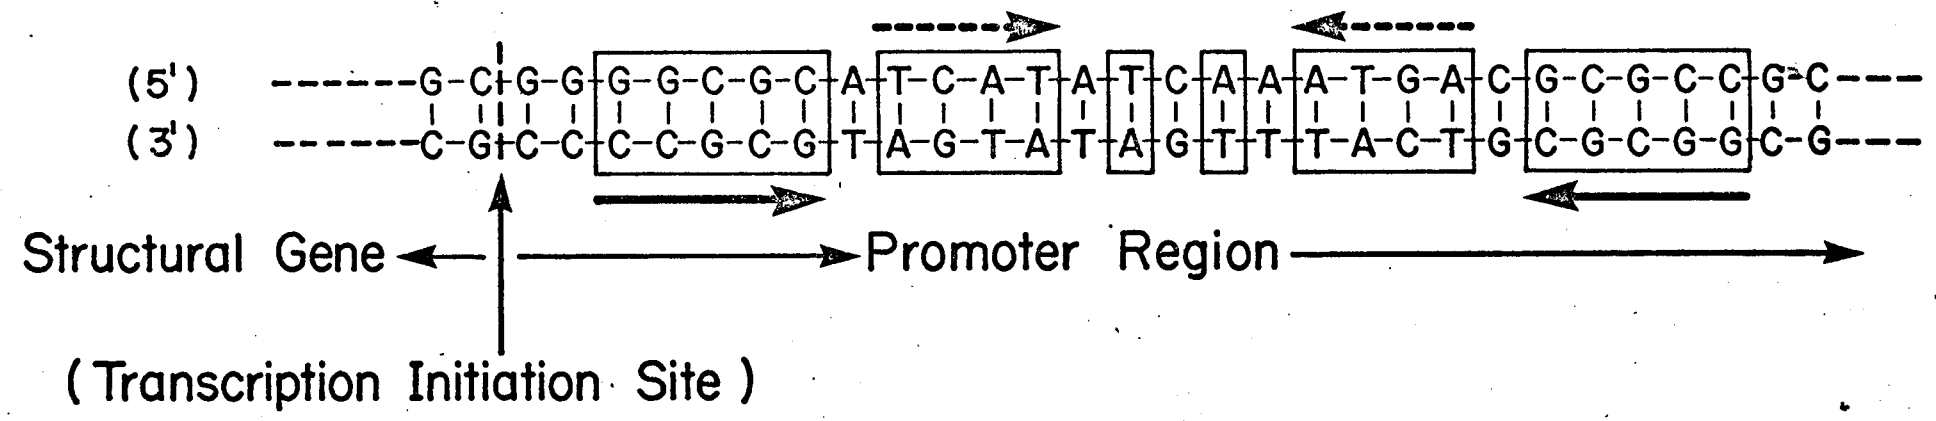 (5') ------G-C-G-G-G-G-C-G-C-A-T-C-A-T-A-T-C-A-A-A-T-G-A-C-G-C-G-C-C-G-C----
(3') ------C-G-C-C-C-C-G-C-G-T-A-G-T-A-T-A-G-T-T-T-A-C-T-G-C-G-C-G-G-C-G----
Structural Gene Promoter Region
(Transcription Initiation Site)